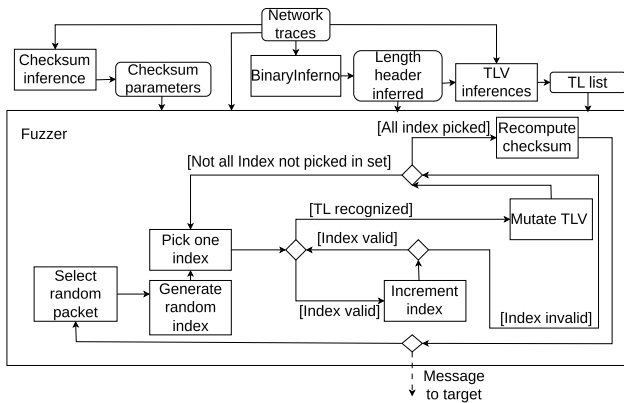 Network
traces
Checksum
inference
Checksum
parameters
BinaryInferno
Length
header
inferred
TLV
inferences
TL list
Fuzzer
[All index picked]
Recompute
checksum
[Not all Index not picked in set]
[TL recognized]
Mutate TLV
Pick one
index
[Index valid]
Select
random
packet
Generate
random
index
[Index valid]
Increment
index
[Index invalid]
Message
to target